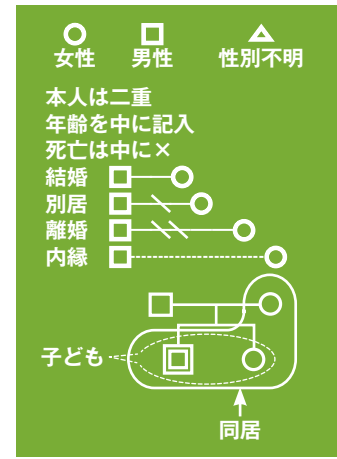 女性 男性 性別不明
本人は二重
年齢を中に記入
死亡は中に×
結婚
別居
離婚
内縁
子ども
同居